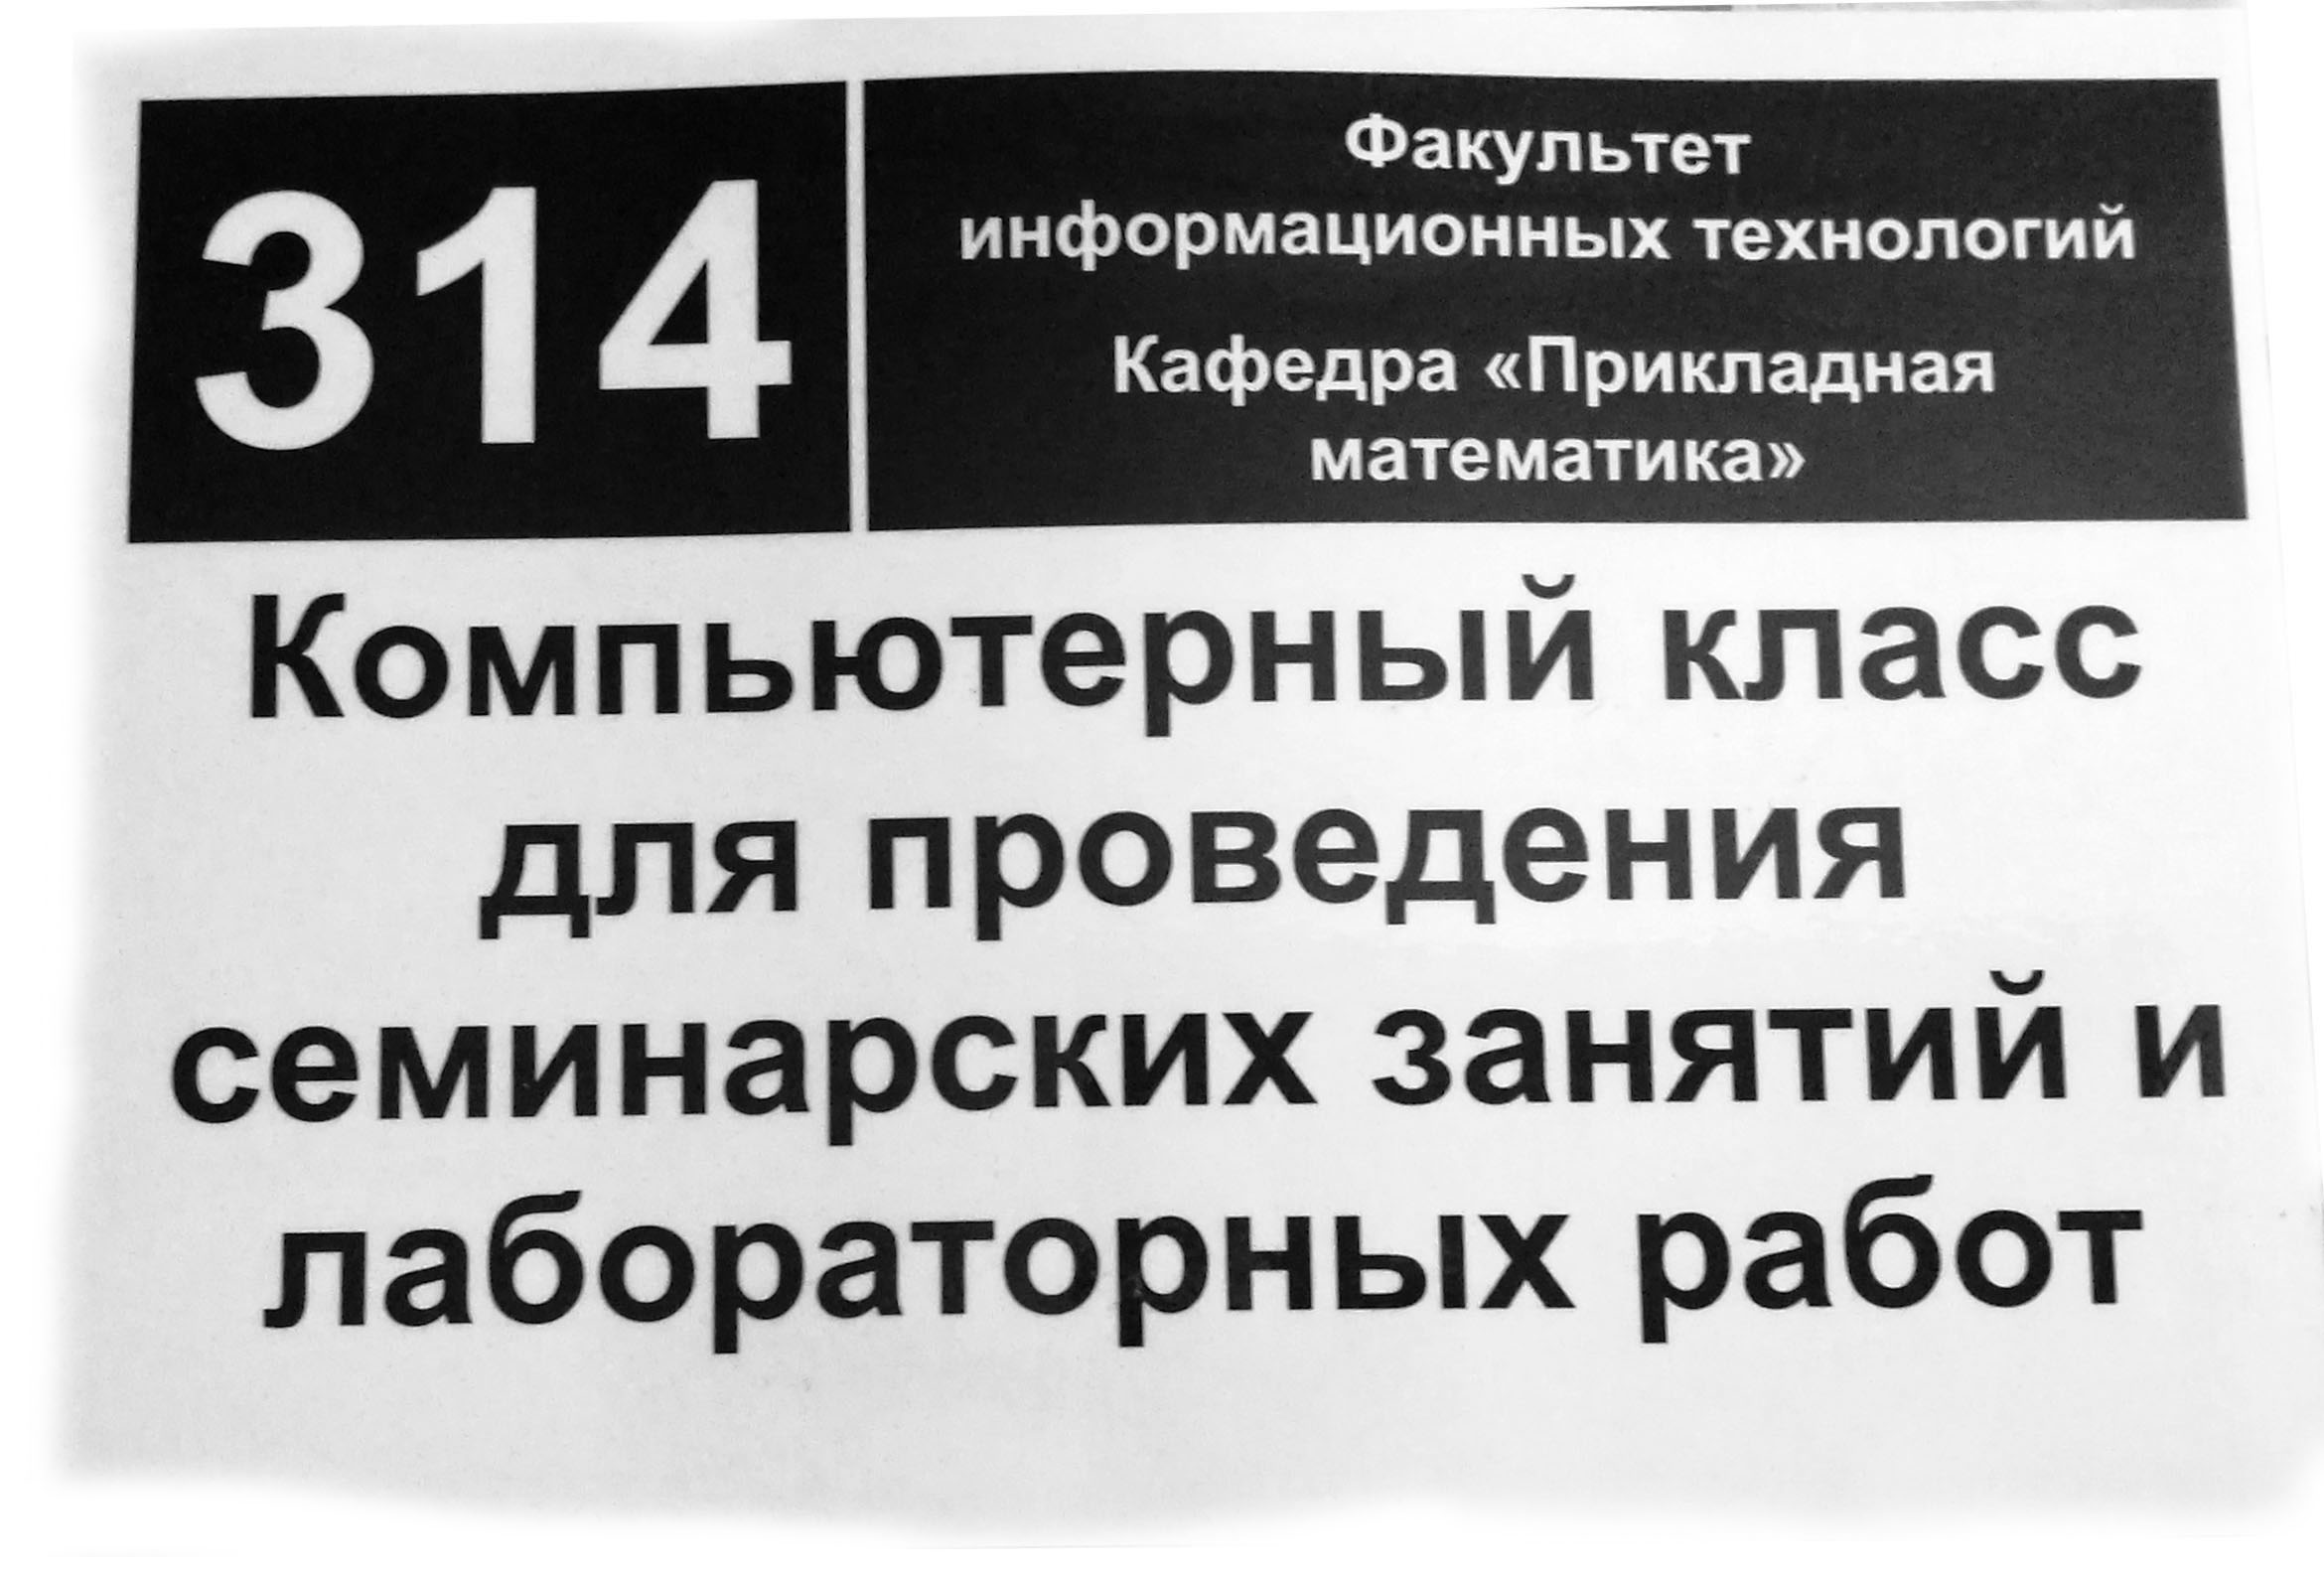 314
Факультет
информационных технологий
Кафедра «Прикладная
математика»
Компьютерный класс
для проведения
семинарских занятий и
лабораторных работ